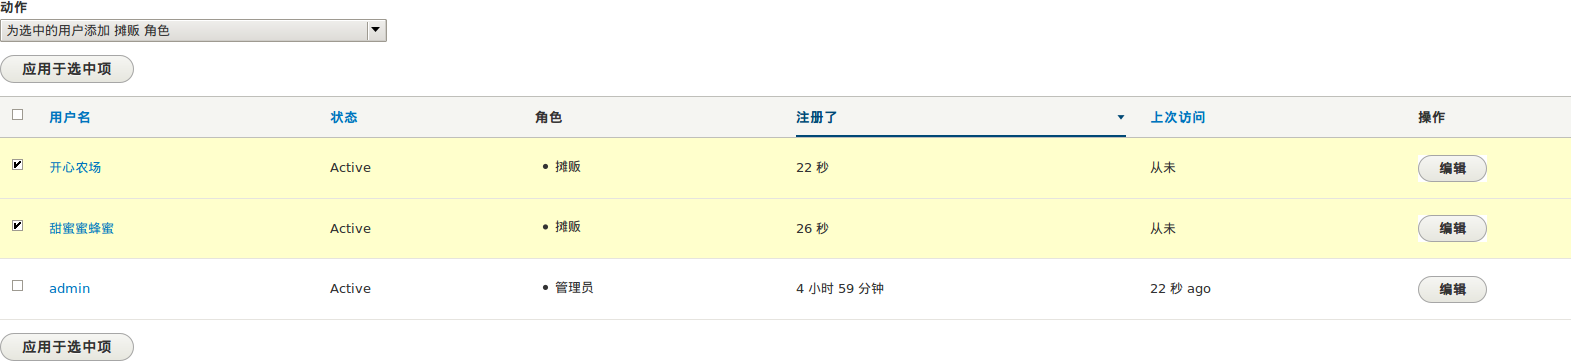 动作
为选中的用户添加 摊贩 角色
应用于选中项
用户名 状态 角色 注册了 上次访问 操作
开心农场 Active 摊贩 22 秒 从未 编辑
甜蜜蜜蜂蜜 Active 摊贩 26 秒 从未 编辑
admin Active 管理员 4 小时 59 分钟 22 秒 ago 编辑
应用于选中项